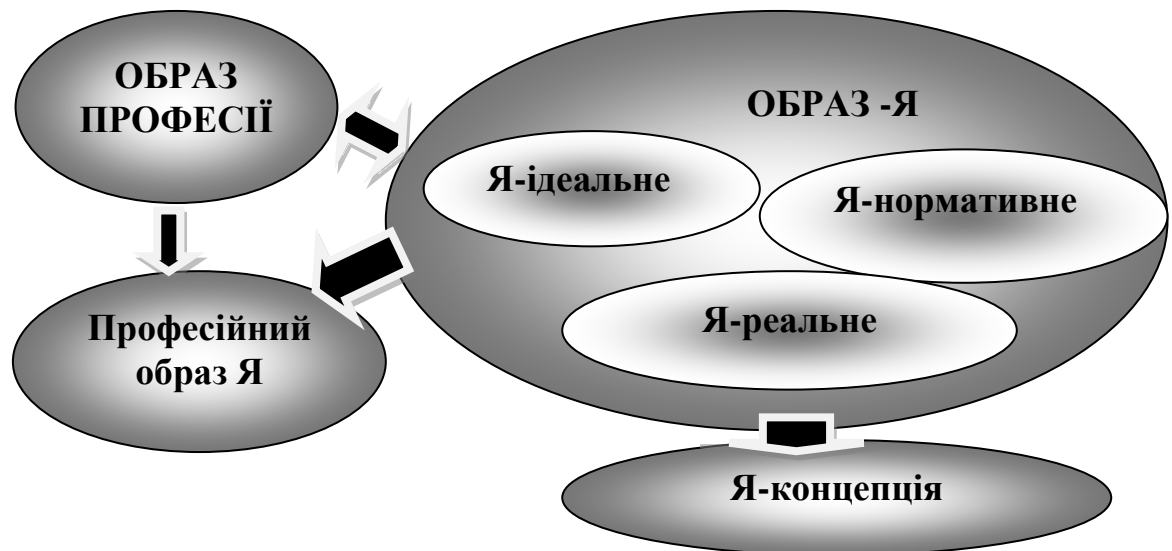 ОБРАЗ
ПРОФЕСІЇ
ОБРАЗ -Я
Я-ідеальне
Я-нормативне
Я-реальне
Професійний
образ Я
Я-концепція